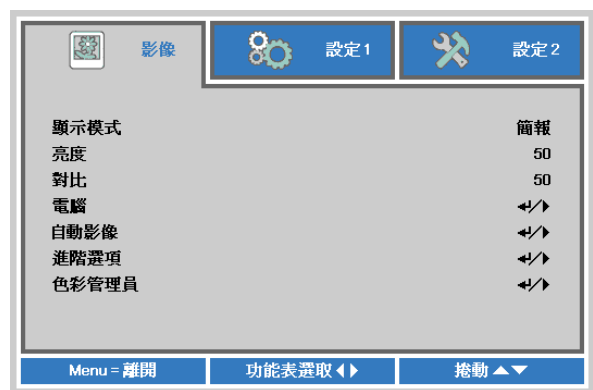 影像 設定1 設定2
顯示模式 簡報
亮度 50
對比 50
電腦 ↵/▶
自動影像 ↵/▶
進階選項 ↵/▶
色彩管理員 ↵/▶
Menu = 離開 功能表選取 ◀▶ 捲動 ▲▼